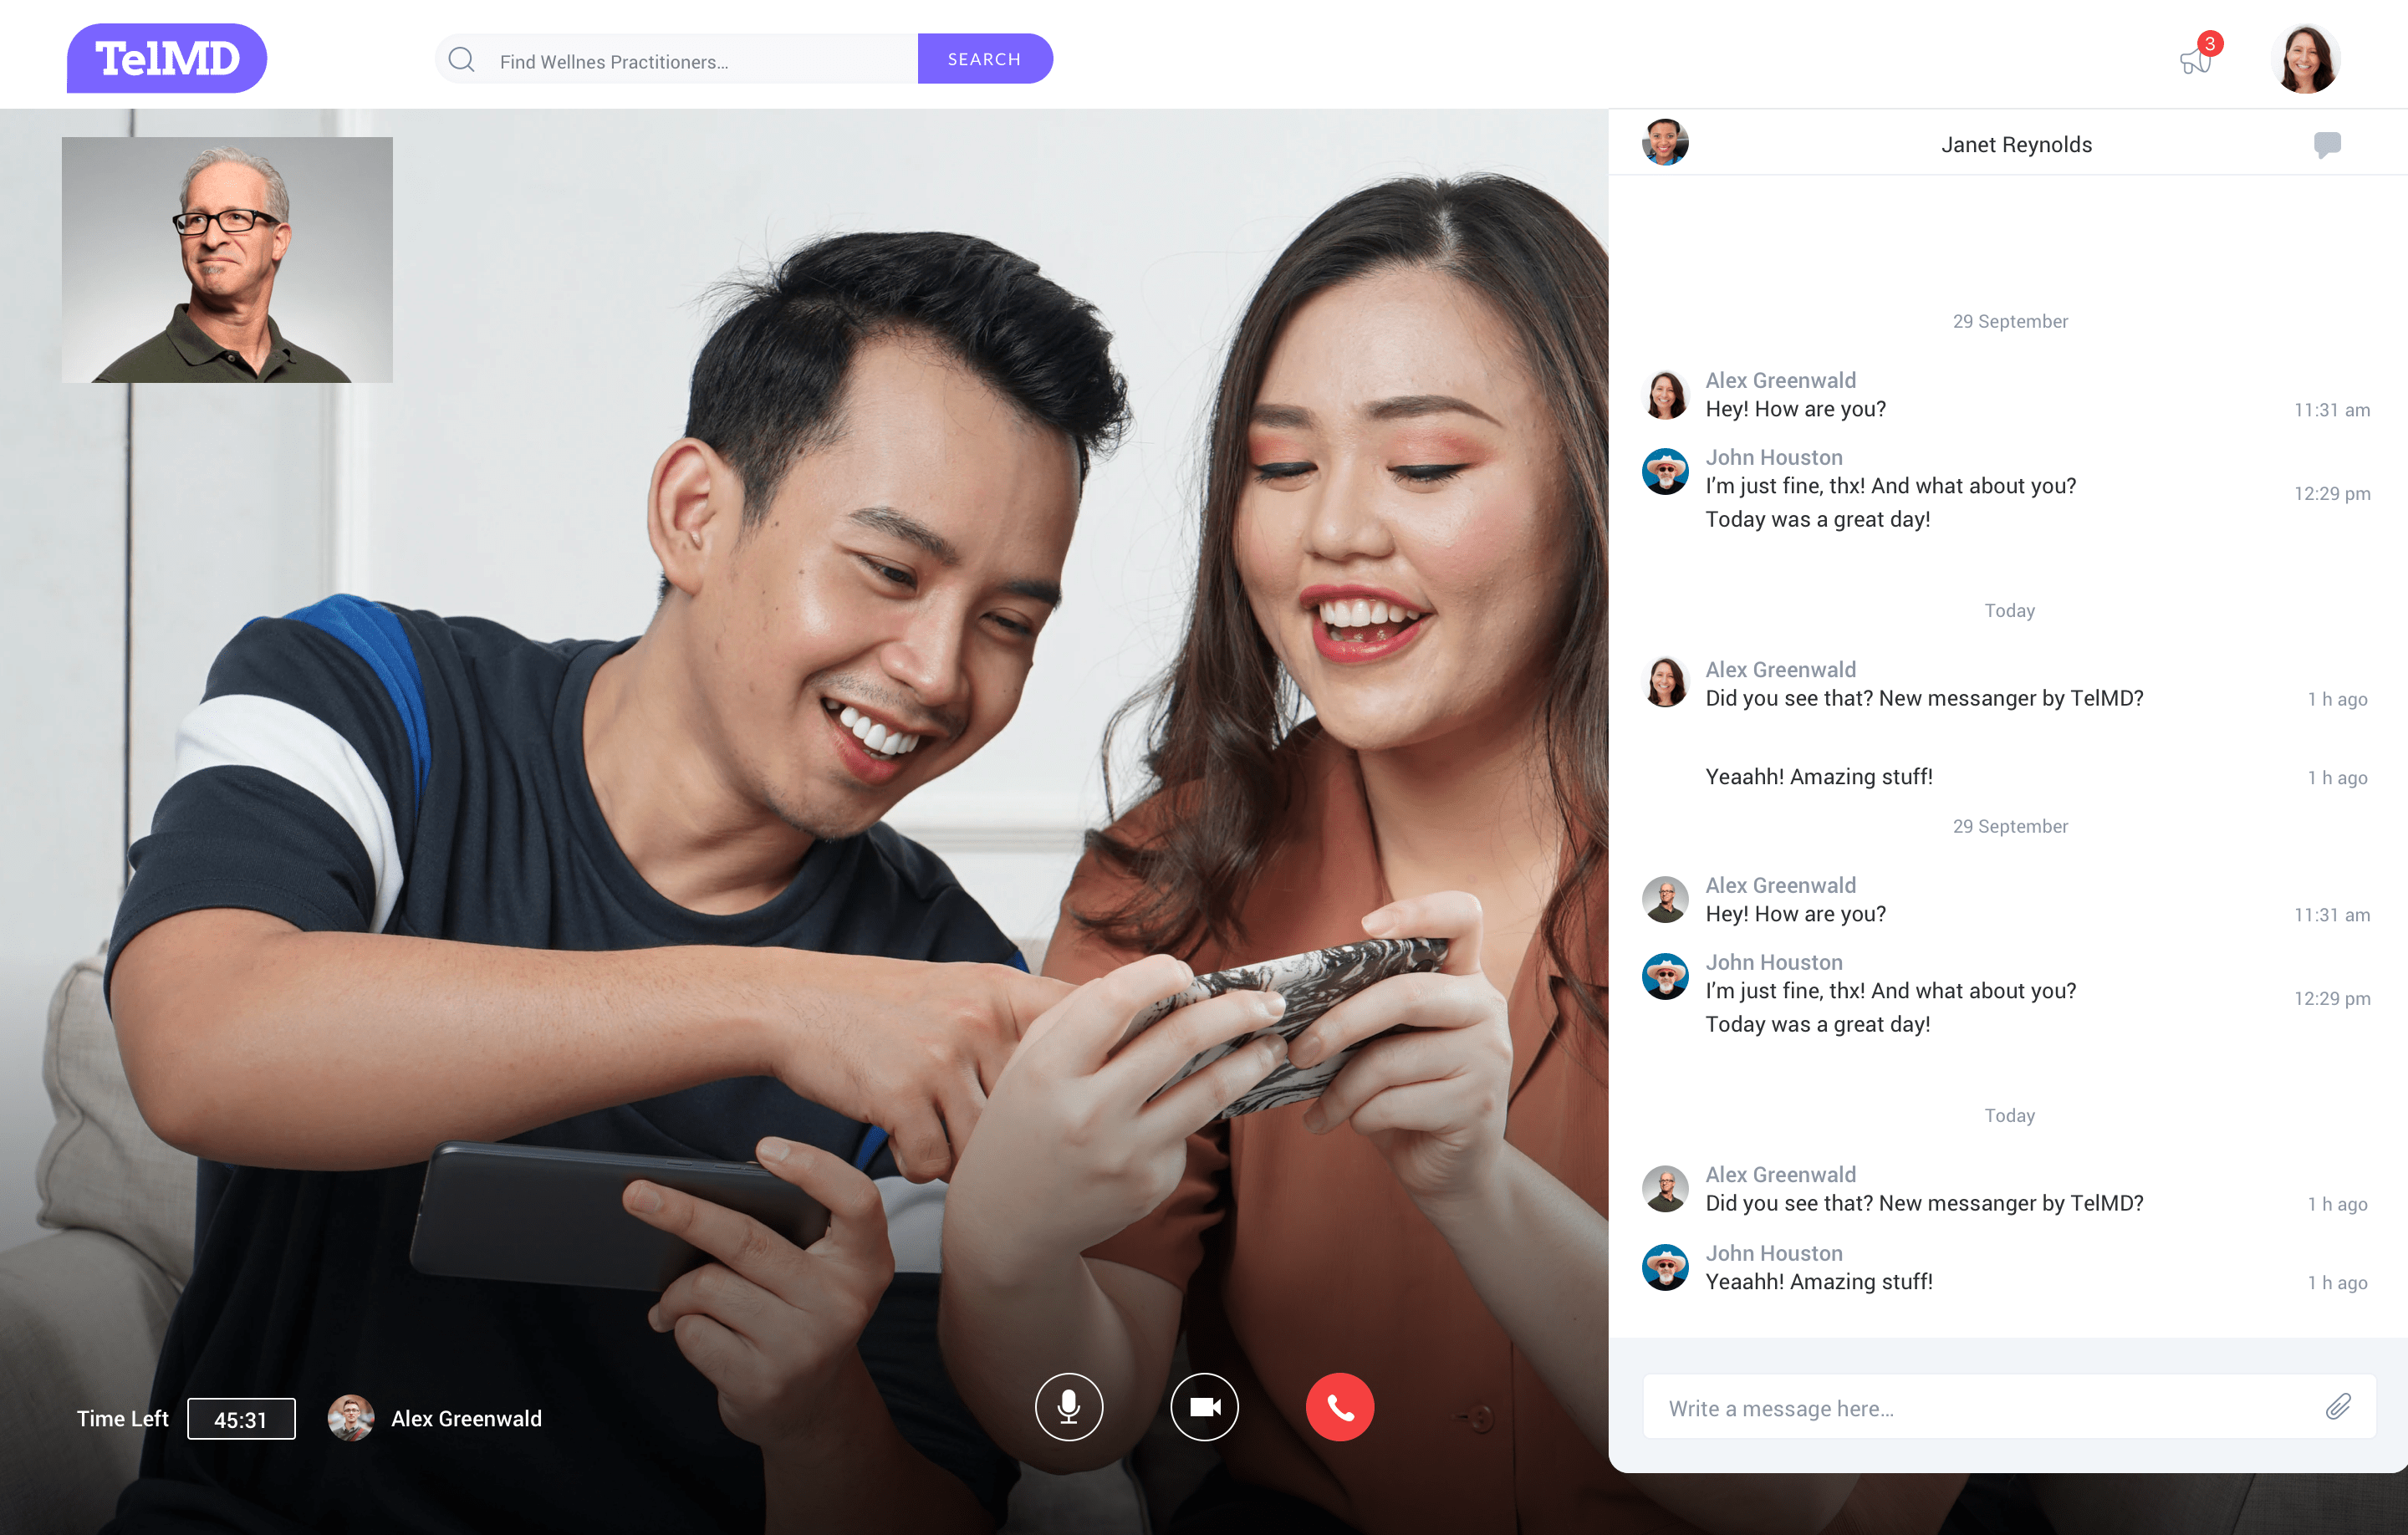 TelMD
Find Wellnes Practitioners...
SEARCH
3
Janet Reynolds
29 September
Alex Greenwald
Hey! How are you?
11:31 am
John Houston
I’m just fine, thx! And what about you?
12:29 pm
Today was a great day!
Today
Alex Greenwald
Did you see that? New messanger by TelMD?
1 h ago
Yeaahh! Amazing stuff!
1 h ago
29 September
Alex Greenwald
Hey! How are you?
11:31 am
John Houston
I’m just fine, thx! And what about you?
12:29 pm
Today was a great day!
Today
Alex Greenwald
Did you see that? New messanger by TelMD?
1 h ago
John Houston
Yeaahh! Amazing stuff!
1 h ago
Write a message here...
Time Left
45:31
Alex Greenwald